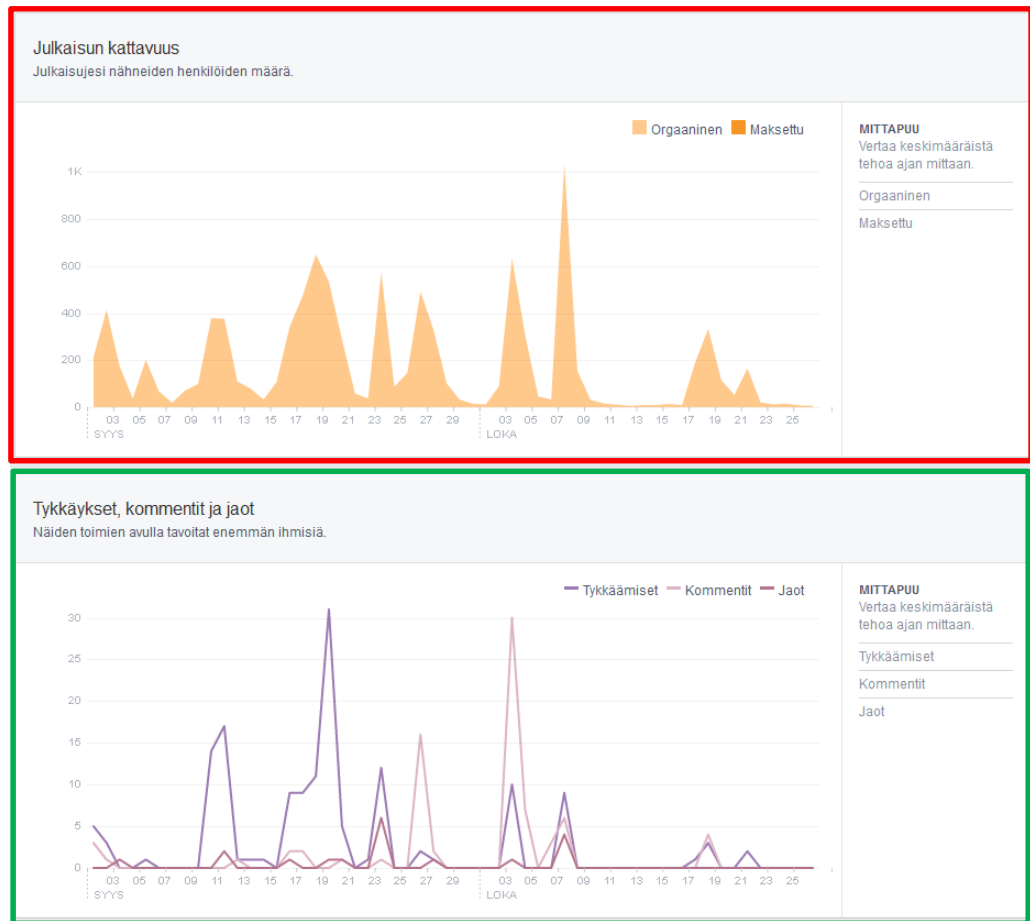 Julkaisun kattavuus
Julkaisujesi nähneiden henkilöiden määrä.
Orgaaninen Maksettu
MITTAPUU
Vertaa keskimääräistä
tehoa ajan mittaan.
Orgaaninen
Maksettu
1K
800
600
400
200
0
03 05 07 09 11 13 15 17 19 21 23 25 27 29 03 05 07 09 11 13 15 17 19 21 23 25
SYYS LOKA
Tykkäykset, kommentit ja jaot
Näiden toimien avulla tavoitat enemmän ihmisiä.
Tykkäämiset Kommentit Jaot
MITTAPUU
Vertaa keskimääräistä
tehoa ajan mittaan.
Tykkäämiset
Kommentit
Jaot
30
25
20
15
10
5
0
03 05 07 09 11 13 15 17 19 21 23 25 27 29 03 05 07 09 11 13 15 17 19 21 23 25
SYYS LOKA